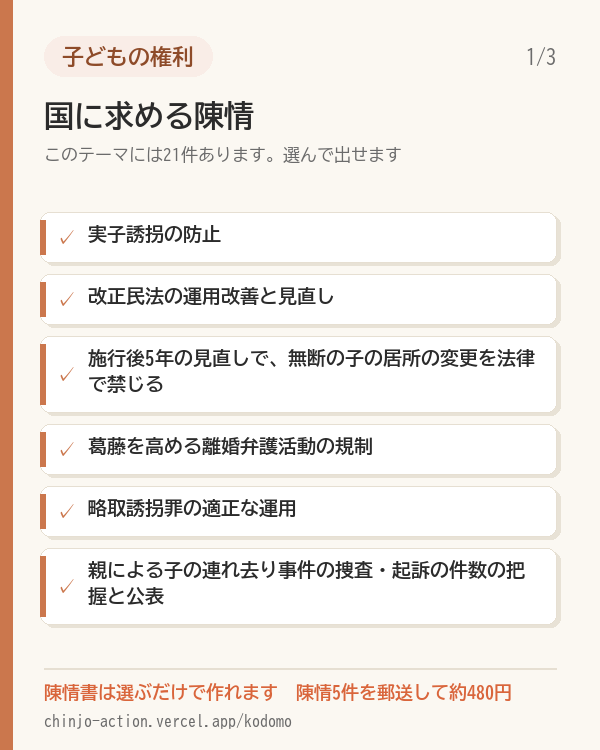 子どもの権利
1/3
国に求める陳情
このテーマには21件あります。選んで出せます
✓ 実子誘拐の防止
✓ 改正民法の運用改善と見直し
✓ 施行後5年の見直しで、無断の子の居所の変更を法律
で禁じる
✓ 葛藤を高める離婚弁護活動の規制
✓ 略取誘拐罪の適正な運用
✓ 親による子の連れ去り事件の捜査・起訴の件数の把
握と公表
陳情書は選ぶだけで作れます　陳情5件を郵送して約480円
chinjo-action.vercel.app/kodomo